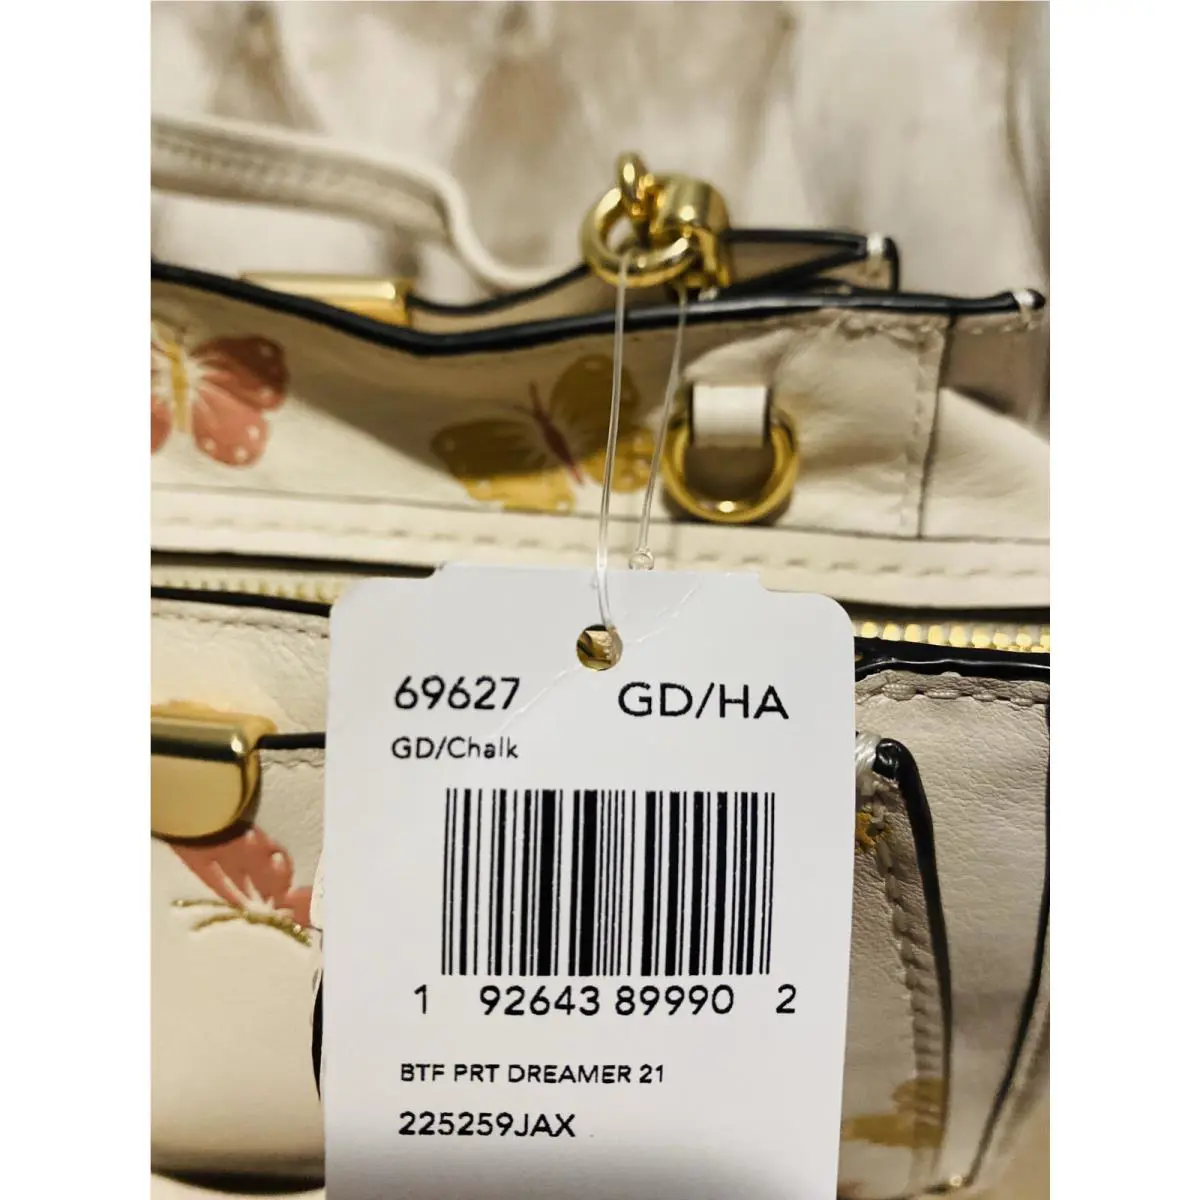 69627 GD/HA
GD/Chalk
1 92643 89990 2
BTF PRT DREAMER 21
225259JAX